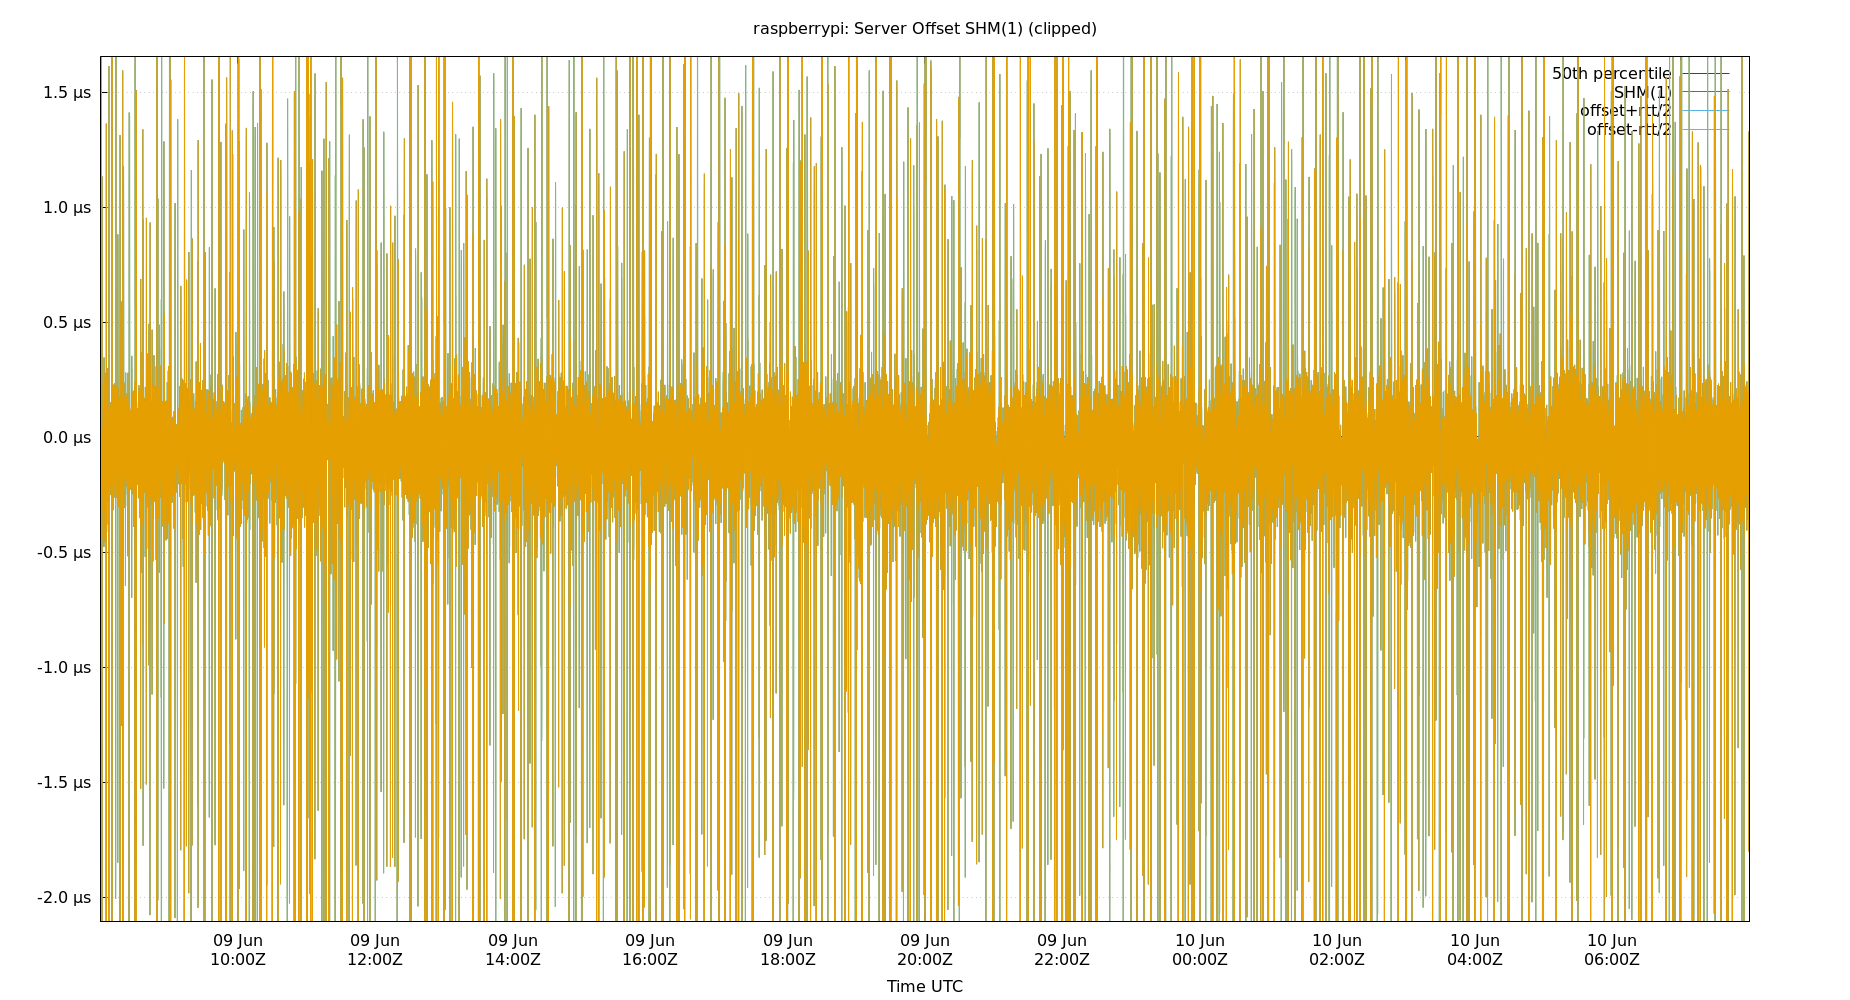 raspberrypi: Server Offset SHM(1) (clipped)
50th percentile
SHM(1)
offset+rtt/2
offset-rtt/2
1.5 µs
1.0 µs
0.5 µs
0.0 µs
-0.5 µs
-1.0 µs
-1.5 µs
-2.0 µs
09 Jun 09 Jun 09 Jun 09 Jun 09 Jun 09 Jun 09 Jun 10 Jun 10 Jun 10 Jun 10 Jun
10:00Z 12:00Z 14:00Z 16:00Z 18:00Z 20:00Z 22:00Z 00:00Z 02:00Z 04:00Z 06:00Z
Time UTC